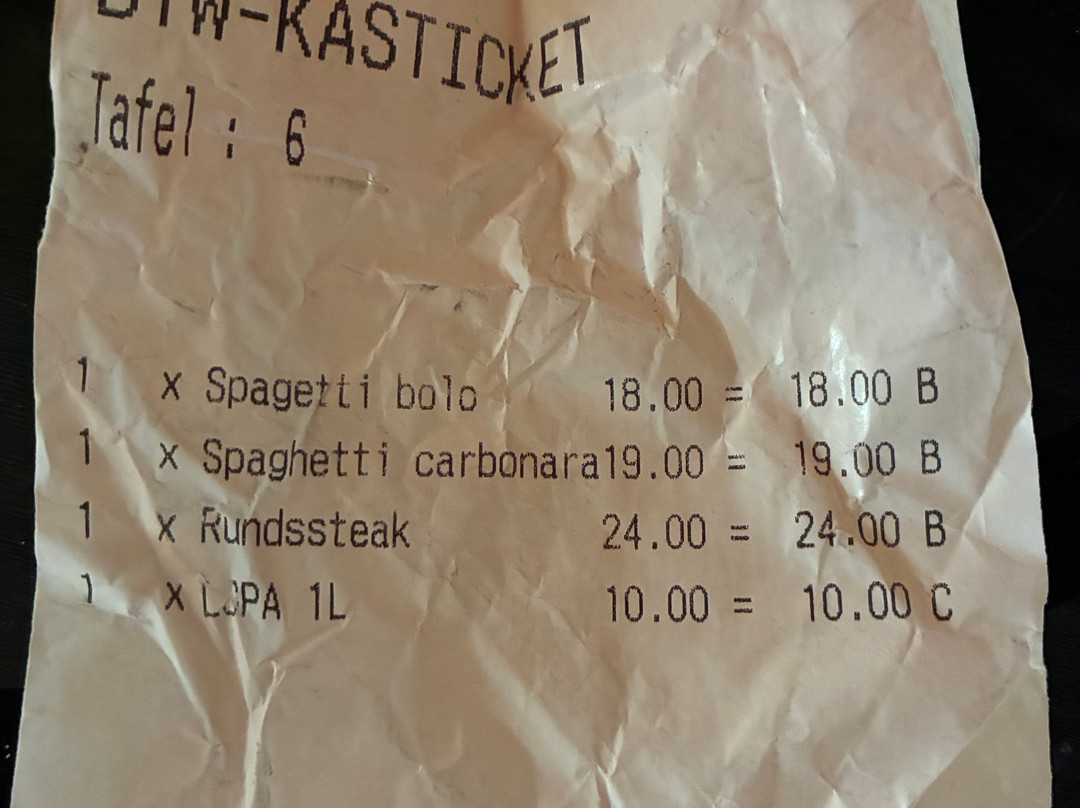 BTW-KASTICKET
Tafel : 6
1 x Spagetti bolo 18.00 = 18.00 B
1 x Spaghetti carbonara19.00 = 19.00 B
1 x Rundssteak 24.00 = 24.00 B
1 x 1L 10.00 = 10.00 C